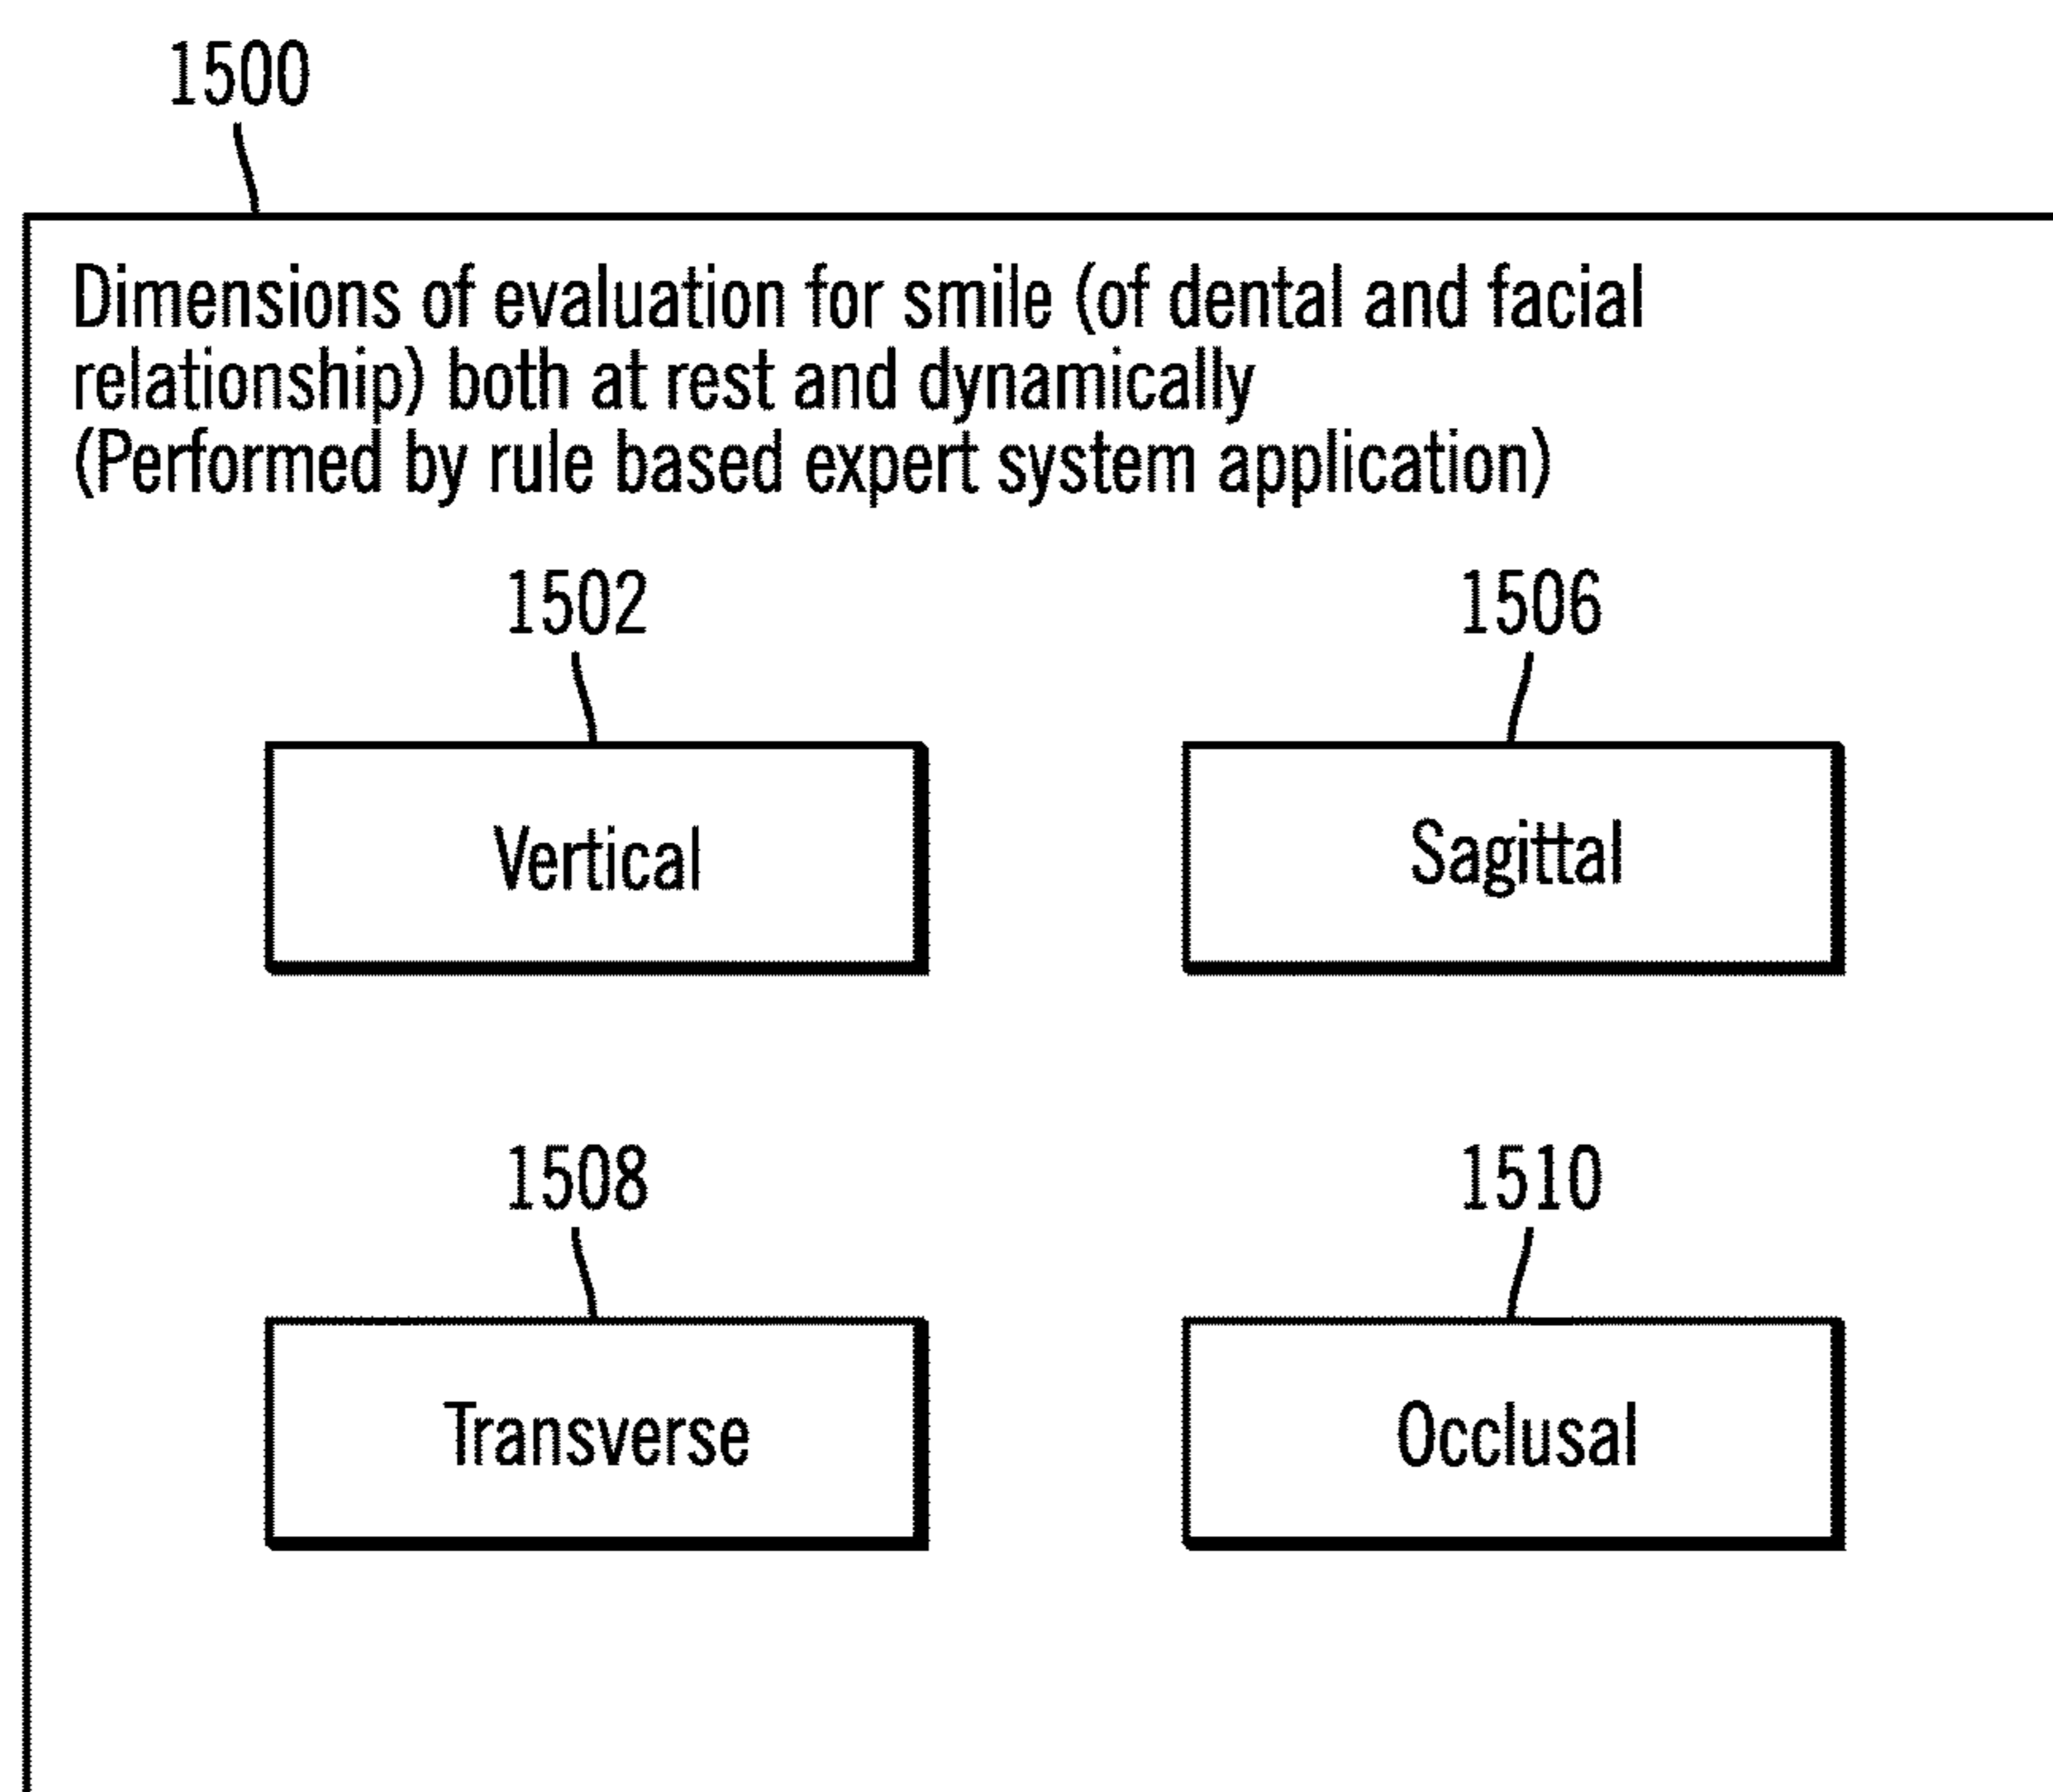 1500
Dimensions of evaluation for smile (of dental and facial
relationship) both at rest and dynamically
(Performed by rule based expert system application)
1502
1506
Vertical
Sagittal
1508
1510
Transverse
Occlusal